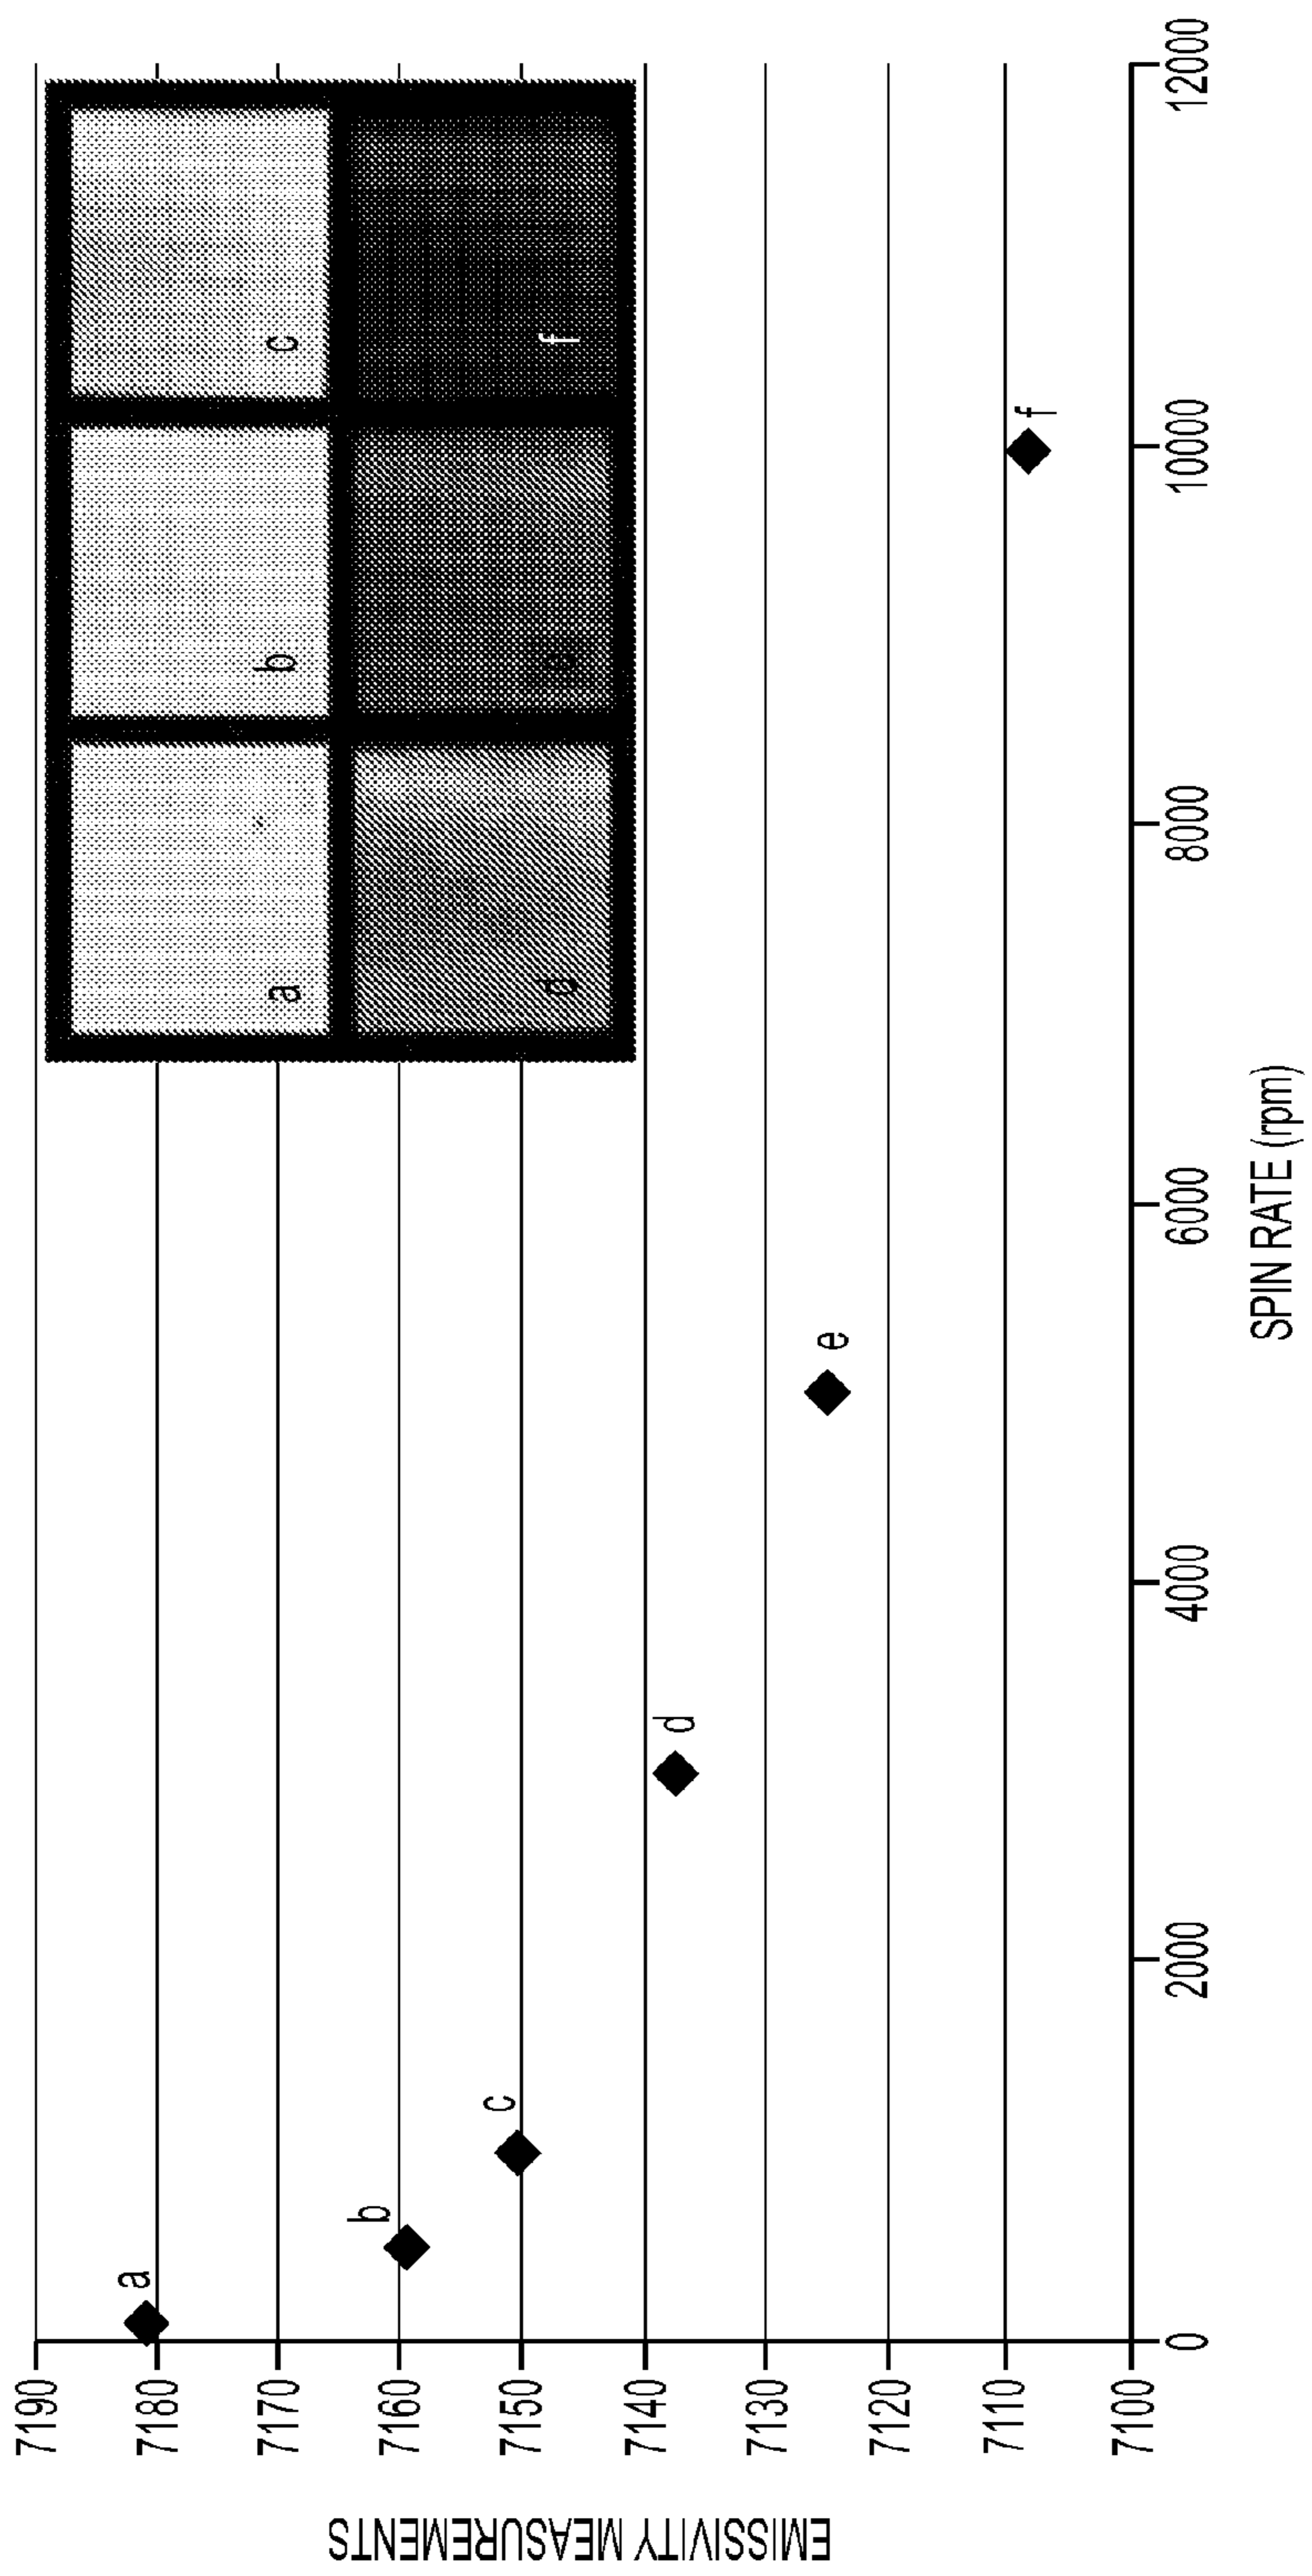 EMISSIVITY MEASUREMENTS
7190
7180
7170
7160
7150
7140
7130
7120
7110
7100
a
b
c
d
e
f
a b c
d f
0 2000 4000 6000 8000 10000 12000
SPIN RATE (rpm)